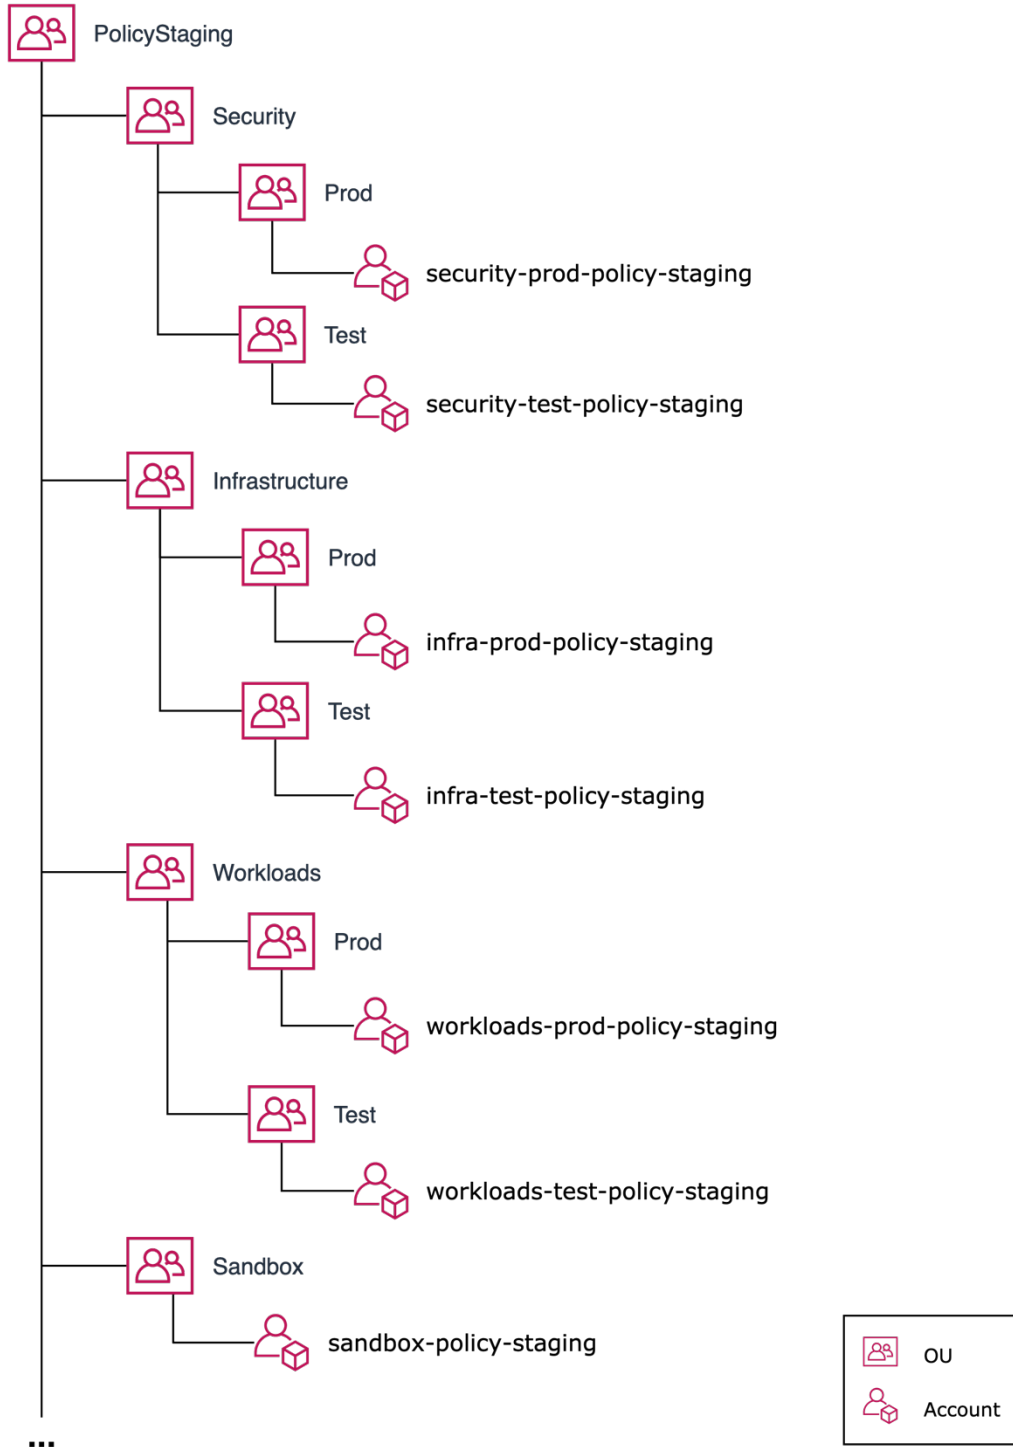 PolicyStaging
Security
Prod
security-prod-policy-staging
Test
security-test-policy-staging
Infrastructure
Prod
infra-prod-policy-staging
Test
infra-test-policy-staging
Workloads
Prod
workloads-prod-policy-staging
Test
workloads-test-policy-staging
Sandbox
sandbox-policy-staging
...
OU
Account